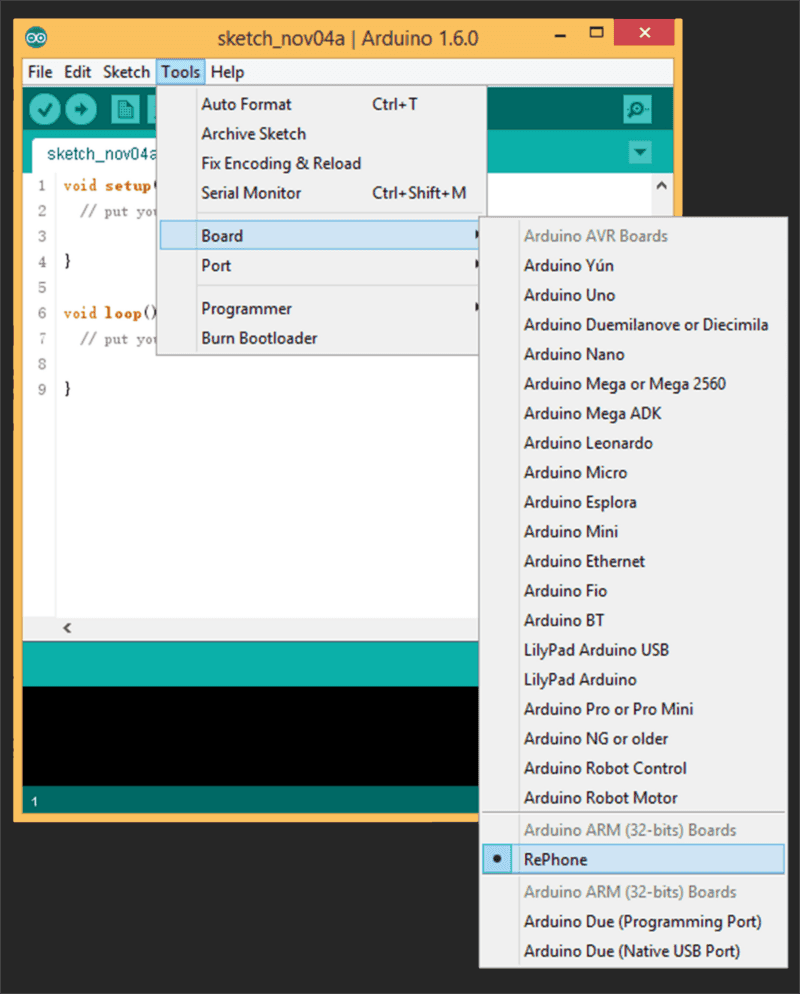 sketch_nov04a | Arduino 1.6.0
File Edit Sketch Tools Help
Auto Format Ctrl+T
Archive Sketch
Fix Encoding & Reload
Serial Monitor Ctrl+Shift+M
Board
Port
Programmer
Burn Bootloader
sketch_nov04a
1 void setup(
2 // put you
3
4 }
5
6 void loop()
7 // put you
8
9 }
1
Arduino AVR Boards
Arduino Yún
Arduino Uno
Arduino Duemilanove or Diecimila
Arduino Nano
Arduino Mega or Mega 2560
Arduino Mega ADK
Arduino Leonardo
Arduino Micro
Arduino Esplora
Arduino Mini
Arduino Ethernet
Arduino Fio
Arduino BT
LilyPad Arduino USB
LilyPad Arduino
Arduino Pro or Pro Mini
Arduino NG or older
Arduino Robot Control
Arduino Robot Motor
Arduino ARM (32-bits) Boards
RePhone
Arduino ARM (32-bits) Boards
Arduino Due (Programming Port)
Arduino Due (Native USB Port)